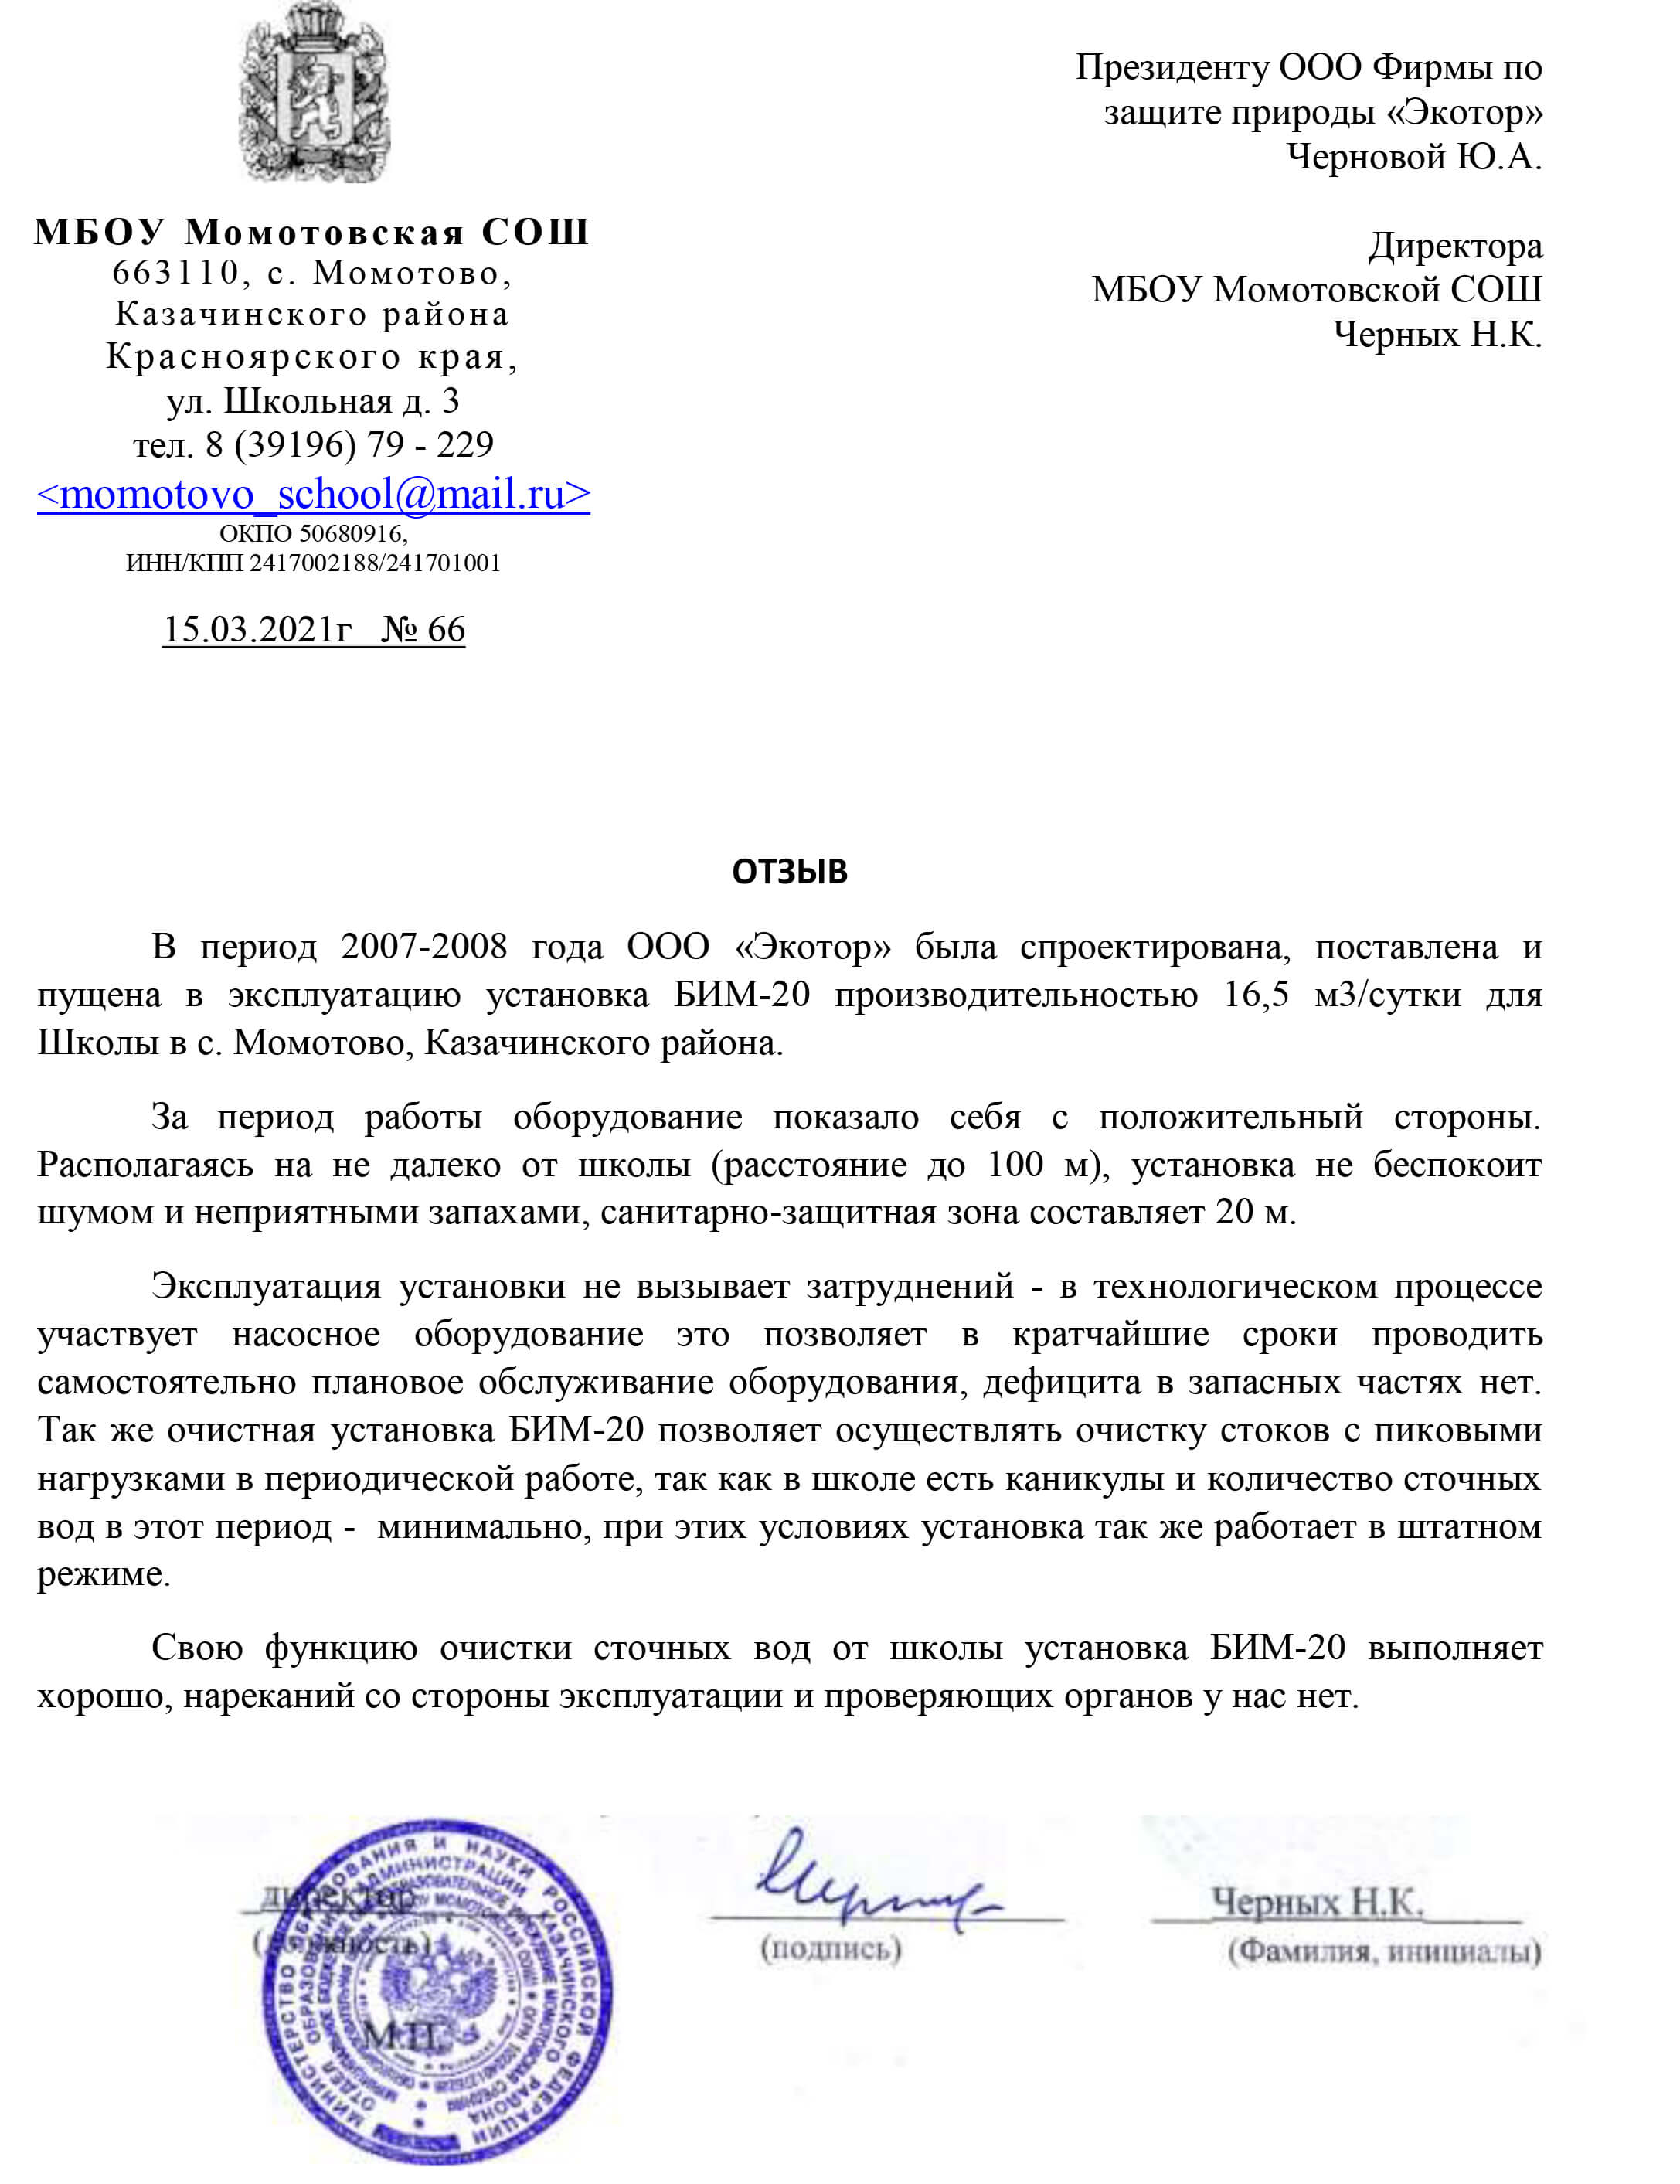 МБОУ Момотовская СОШ
663110, с. Момотово,
Казачинского района
Красноярского края,
ул. Школьная д. 3
тел. 8 (39196) 79 - 229
<momotovo_school@mail.ru>
ОКПО 50680916,
ИНН/КПП 2417002188/241701001
15.03.2021г № 66
Президенту ООО Фирмы по
защите природы «Экотор»
Черновой Ю.А.
Директора
МБОУ Момотовской СОШ
Черных Н.К.
ОТЗЫВ
В период 2007-2008 года ООО «Экотор» была спроектирована, поставлена и
пущена в эксплуатацию установка БИМ-20 производительностью 16,5 м3/сутки для
Школы в с. Момотово, Казачинского района.
За период работы оборудование показало себя с положительный стороны.
Располагаясь на не далеко от школы (расстояние до 100 м), установка не беспокоит
шумом и неприятными запахами, санитарно-защитная зона составляет 20 м.
Эксплуатация установки не вызывает затруднений - в технологическом процессе
участвует насосное оборудование это позволяет в кратчайшие сроки проводить
самостоятельно плановое обслуживание оборудования, дефицита в запасных частях нет.
Так же очистная установка БИМ-20 позволяет осуществлять очистку стоков с пиковыми
нагрузками в периодической работе, так как в школе есть каникулы и количество сточных
вод в этот период - минимально, при этих условиях установка так же работает в штатном
режиме.
Свою функцию очистки сточных вод от школы установка БИМ-20 выполняет
хорошо, нареканий со стороны эксплуатации и проверяющих органов у нас нет.
директор
(должность)
М.П.
(подпись)
Черных Н.К.
(Фамилия, инициалы)
МИНИСТЕРСТВО ОБРАЗОВАНИЯ И НАУКИ РОССИЙСКОЙ ФЕДЕРАЦИИ
ОТДЕЛ ОБРАЗОВАНИЯ АДМИНИСТРАЦИИ КАЗАЧИНСКОГО РАЙОНА